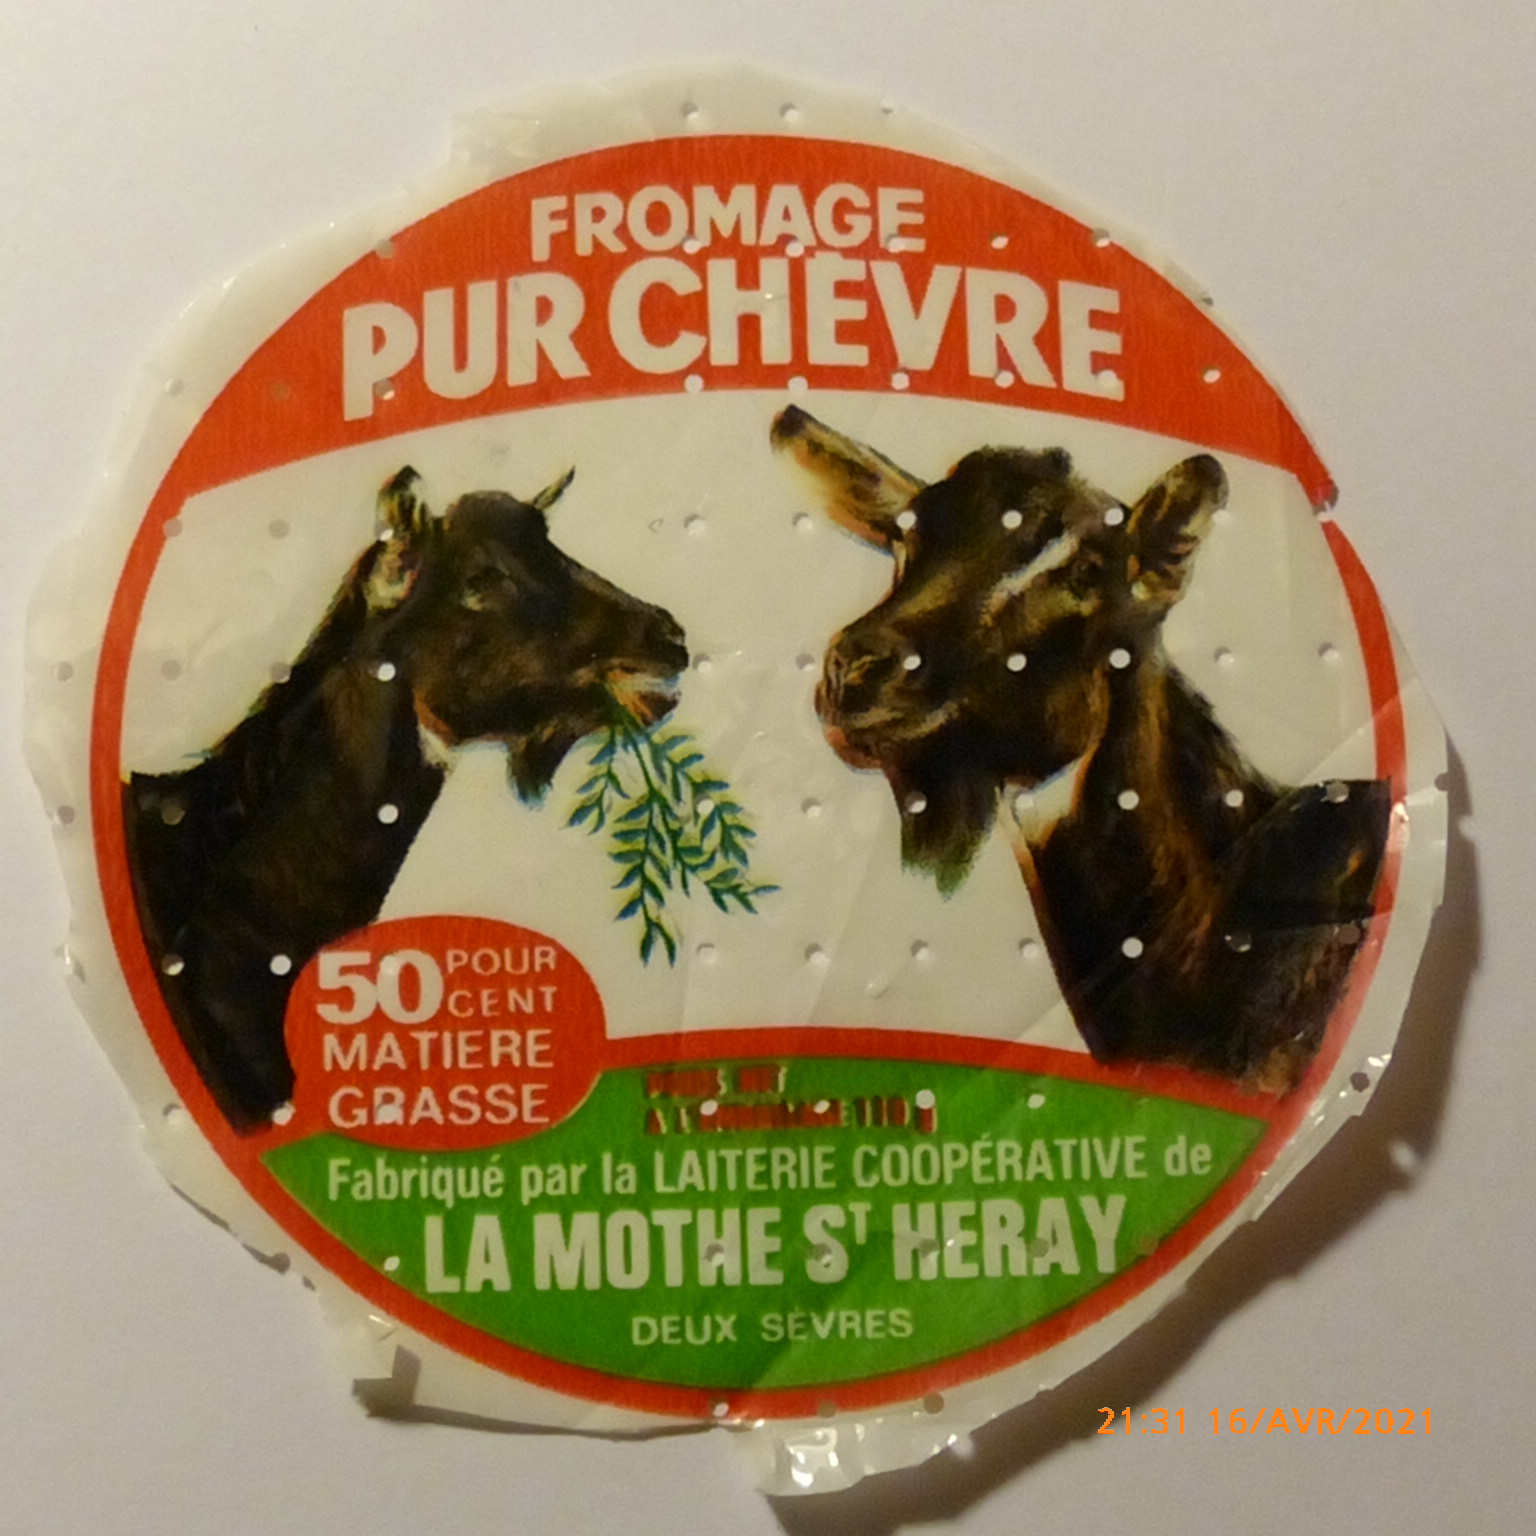 FROMAGE
PUR CHÈVRE
50 POUR
CENT
MATIERE
GRASSE
Fabriqué par la LAITERIE COOPÉRATIVE de
LA MOTHE ST HERAY
DEUX SÈVRES
21:31 16/AVR/2021